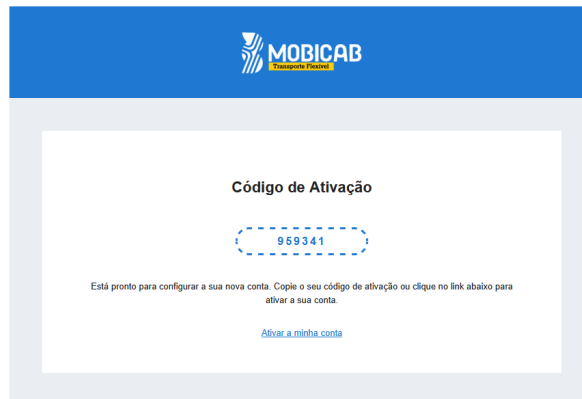 MOBICAB
Transporte Flexível
Código de Ativação
959341
Está pronto para configurar a sua nova conta. Copie o seu código de ativação ou clique no link abaixo para
ativar a sua conta.
Ativar a minha conta